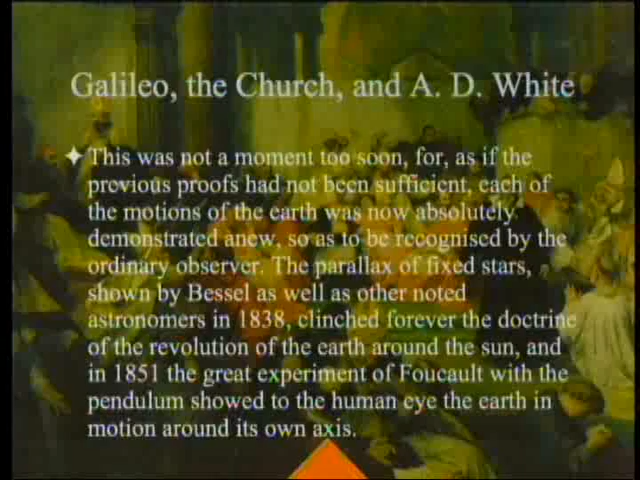 Galileo, the Church, and A. D. White
This was not a moment too soon, for, as if the
previous proofs had not been sufficient, each of
the motions of the earth was now absolutely
demonstrated anew, so as to be recognised by the
ordinary observer. The parallax of fixed stars,
shown by Bessel as well as other noted
astronomers in 1838, clinched forever the doctrine
of the revolution of the earth around the sun, and
in 1851 the great experiment of Foucault with the
pendulum showed to the human eye the earth in
motion around its own axis.